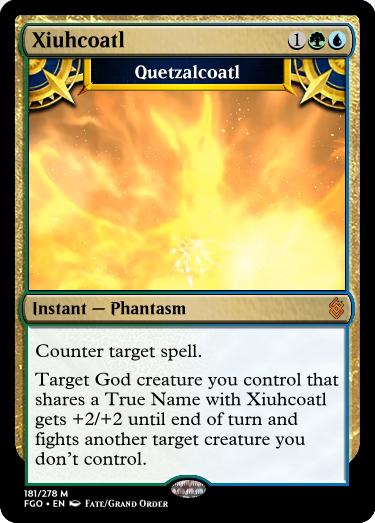 Xiuhcoatl 1
Quetzalcoatl
Instant — Phantasm
Counter target spell.
Target God creature you control that
shares a True Name with Xiuhcoatl
gets +2/+2 until end of turn and
fights another target creature you
don't control.
181/278 M
FGO • EN Fate/Grand Order